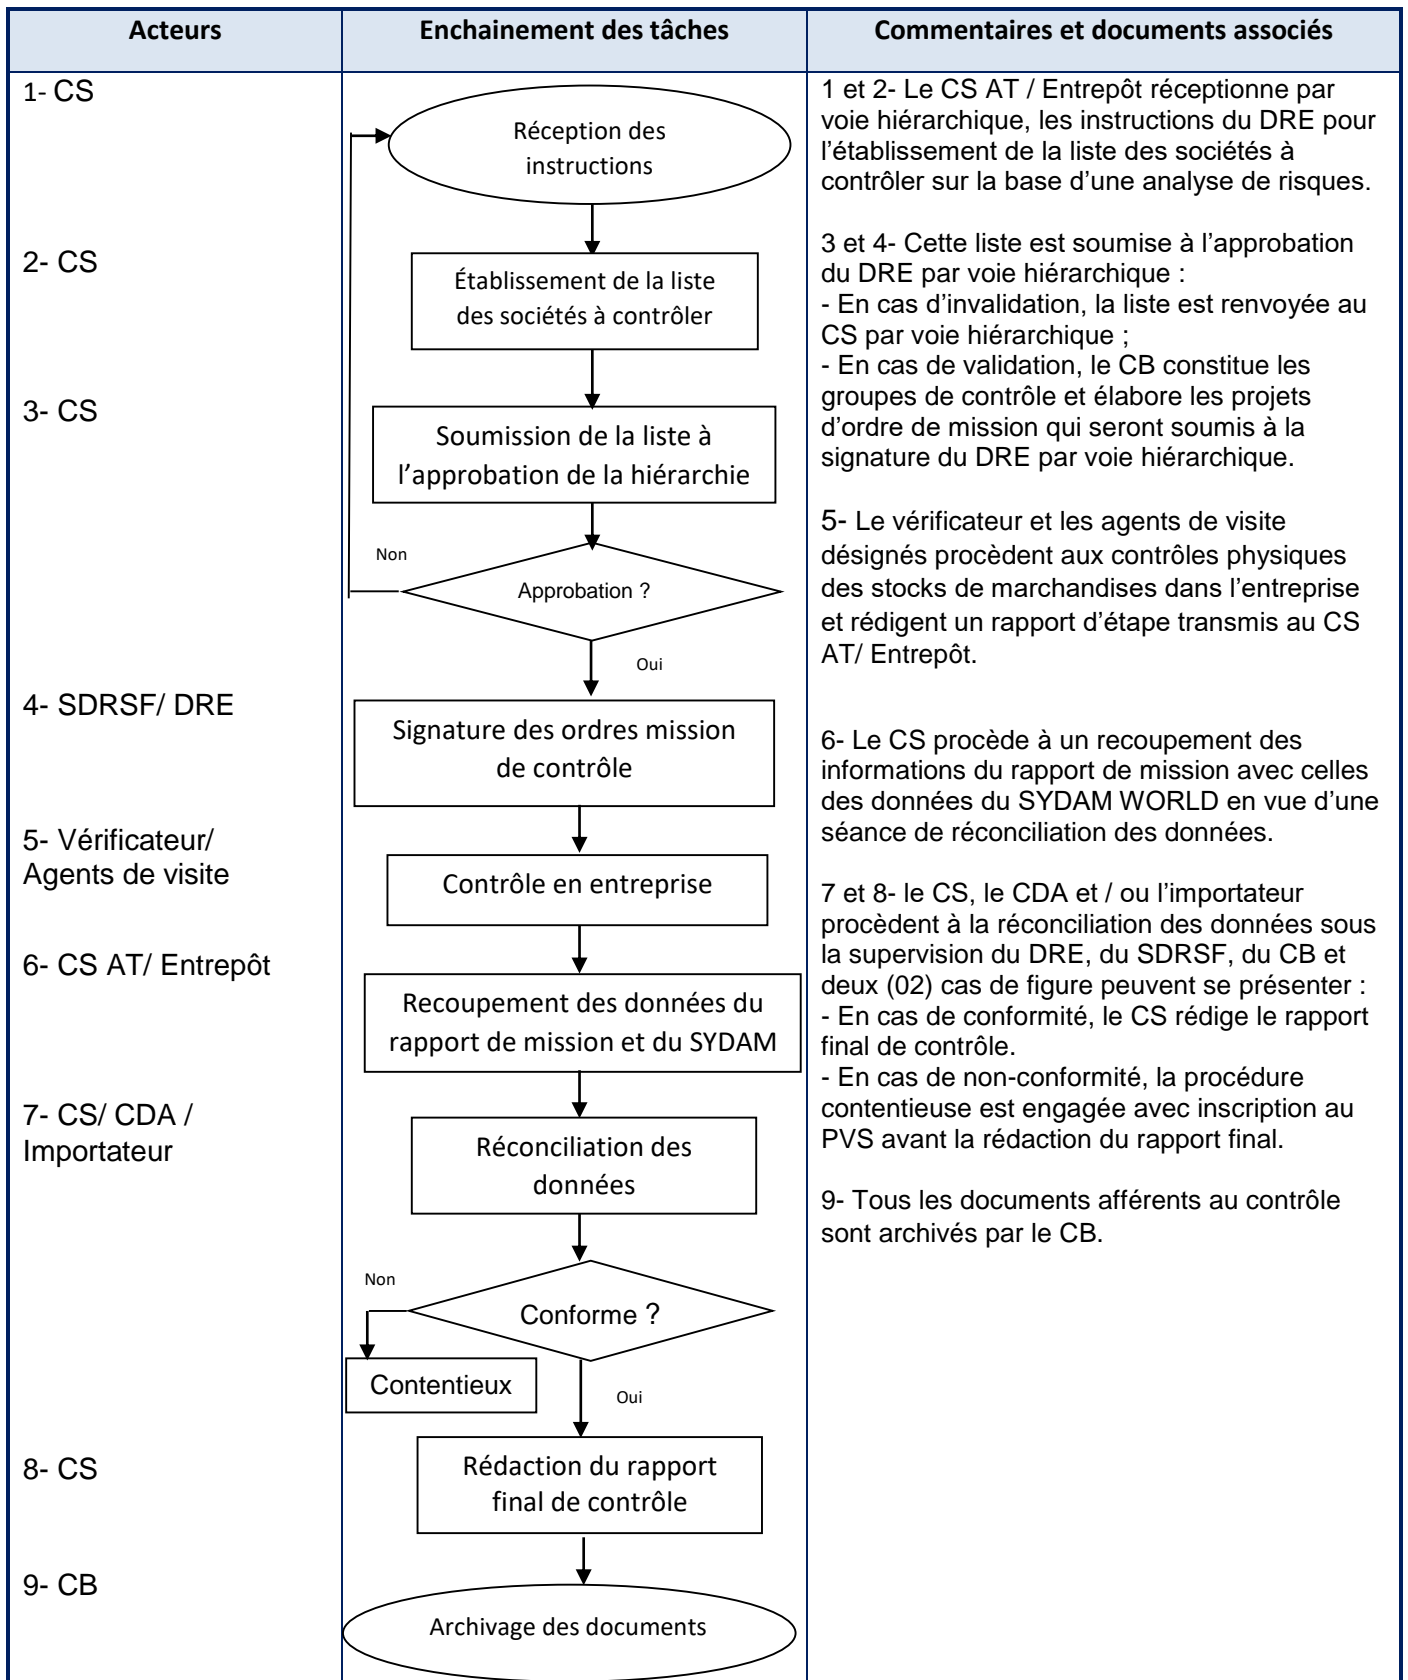 Acteurs
Enchainement des tâches
Commentaires et documents associés
1- CS
2- CS
3- CS
4- SDRSF/ DRE
5- Vérificateur/
Agents de visite
6- CS AT/ Entrepôt
7- CS/ CDA /
Importateur
8- CS
9- CB
Réception des
instructions
Établissement de la liste
des sociétés à contrôler
Soumission de la liste à
l’approbation de la hiérarchie
Non
Approbation ?
Oui
Signature des ordres mission
de contrôle
Contrôle en entreprise
Recoupement des données du
rapport de mission et du SYDAM
Réconciliation des
données
Non
Conforme ?
Contentieux
Oui
Rédaction du rapport
final de contrôle
Archivage des documents
1 et 2- Le CS AT / Entrepôt réceptionne par
voie hiérarchique, les instructions du DRE pour
l’établissement de la liste des sociétés à
contrôler sur la base d’une analyse de risques.
3 et 4- Cette liste est soumise à l’approbation
du DRE par voie hiérarchique :
- En cas d’invalidation, la liste est renvoyée au
CS par voie hiérarchique ;
- En cas de validation, le CB constitue les
groupes de contrôle et élabore les projets
d’ordre de mission qui seront soumis à la
signature du DRE par voie hiérarchique.
5- Le vérificateur et les agents de visite
désignés procèdent aux contrôles physiques
des stocks de marchandises dans l’entreprise
et rédigent un rapport d’étape transmis au CS
AT/ Entrepôt.
6- Le CS procède à un recoupement des
informations du rapport de mission avec celles
des données du SYDAM WORLD en vue d’une
séance de réconciliation des données.
7 et 8- le CS, le CDA et / ou l’importateur
procèdent à la réconciliation des données sous
la supervision du DRE, du SDRSF, du CB et
deux (02) cas de figure peuvent se présenter :
- En cas de conformité, le CS rédige le rapport
final de contrôle.
- En cas de non-conformité, la procédure
contentieuse est engagée avec inscription au
PVS avant la rédaction du rapport final.
9- Tous les documents afférents au contrôle
sont archivés par le CB.